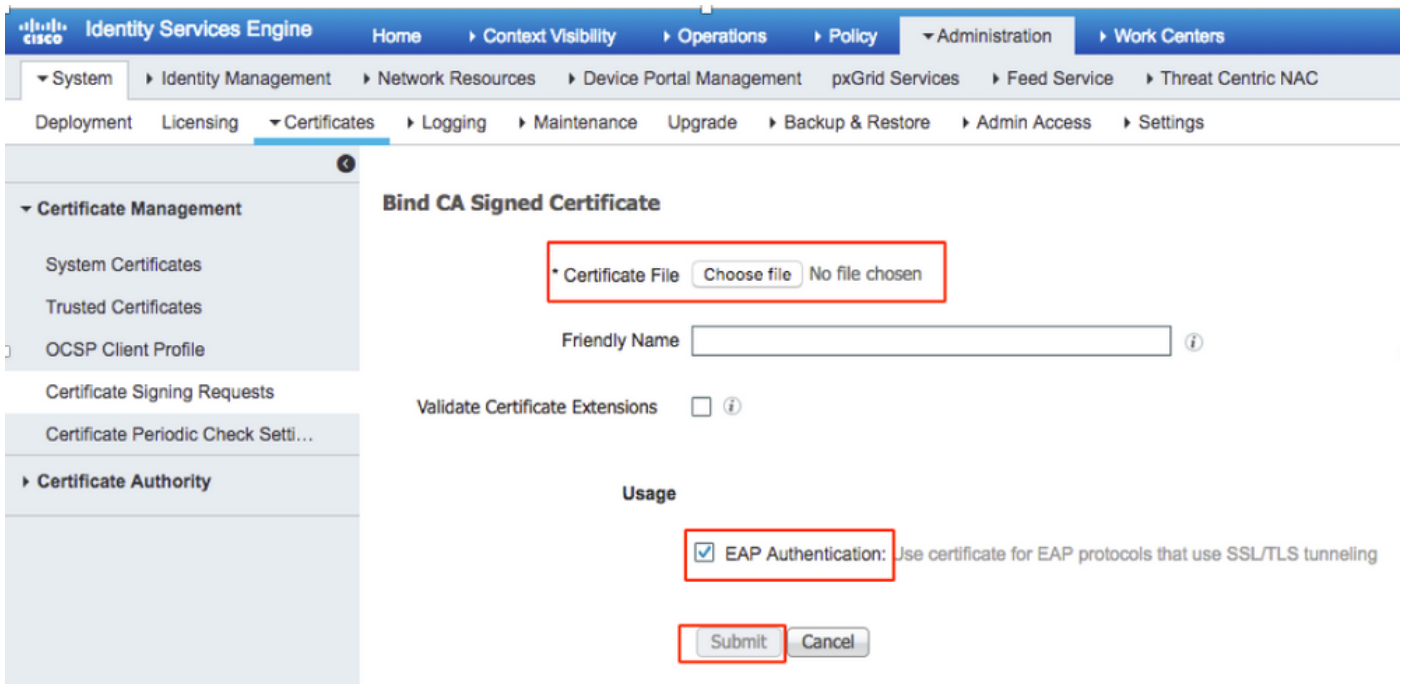 cisco Identity Services Engine Home Context Visibility Operations Policy Administration Work Centers
System Identity Management Network Resources Device Portal Management pxGrid Services Feed Service Threat Centric NAC
Deployment Licensing Certificates Logging Maintenance Upgrade Backup & Restore Admin Access Settings
Certificate Management
System Certificates
Trusted Certificates
OCSP Client Profile
Certificate Signing Requests
Certificate Periodic Check Setti...
Certificate Authority
Bind CA Signed Certificate
* Certificate File Choose file No file chosen
Friendly Name
Validate Certificate Extensions
Usage
EAP Authentication: Use certificate for EAP protocols that use SSL/TLS tunneling
Submit Cancel